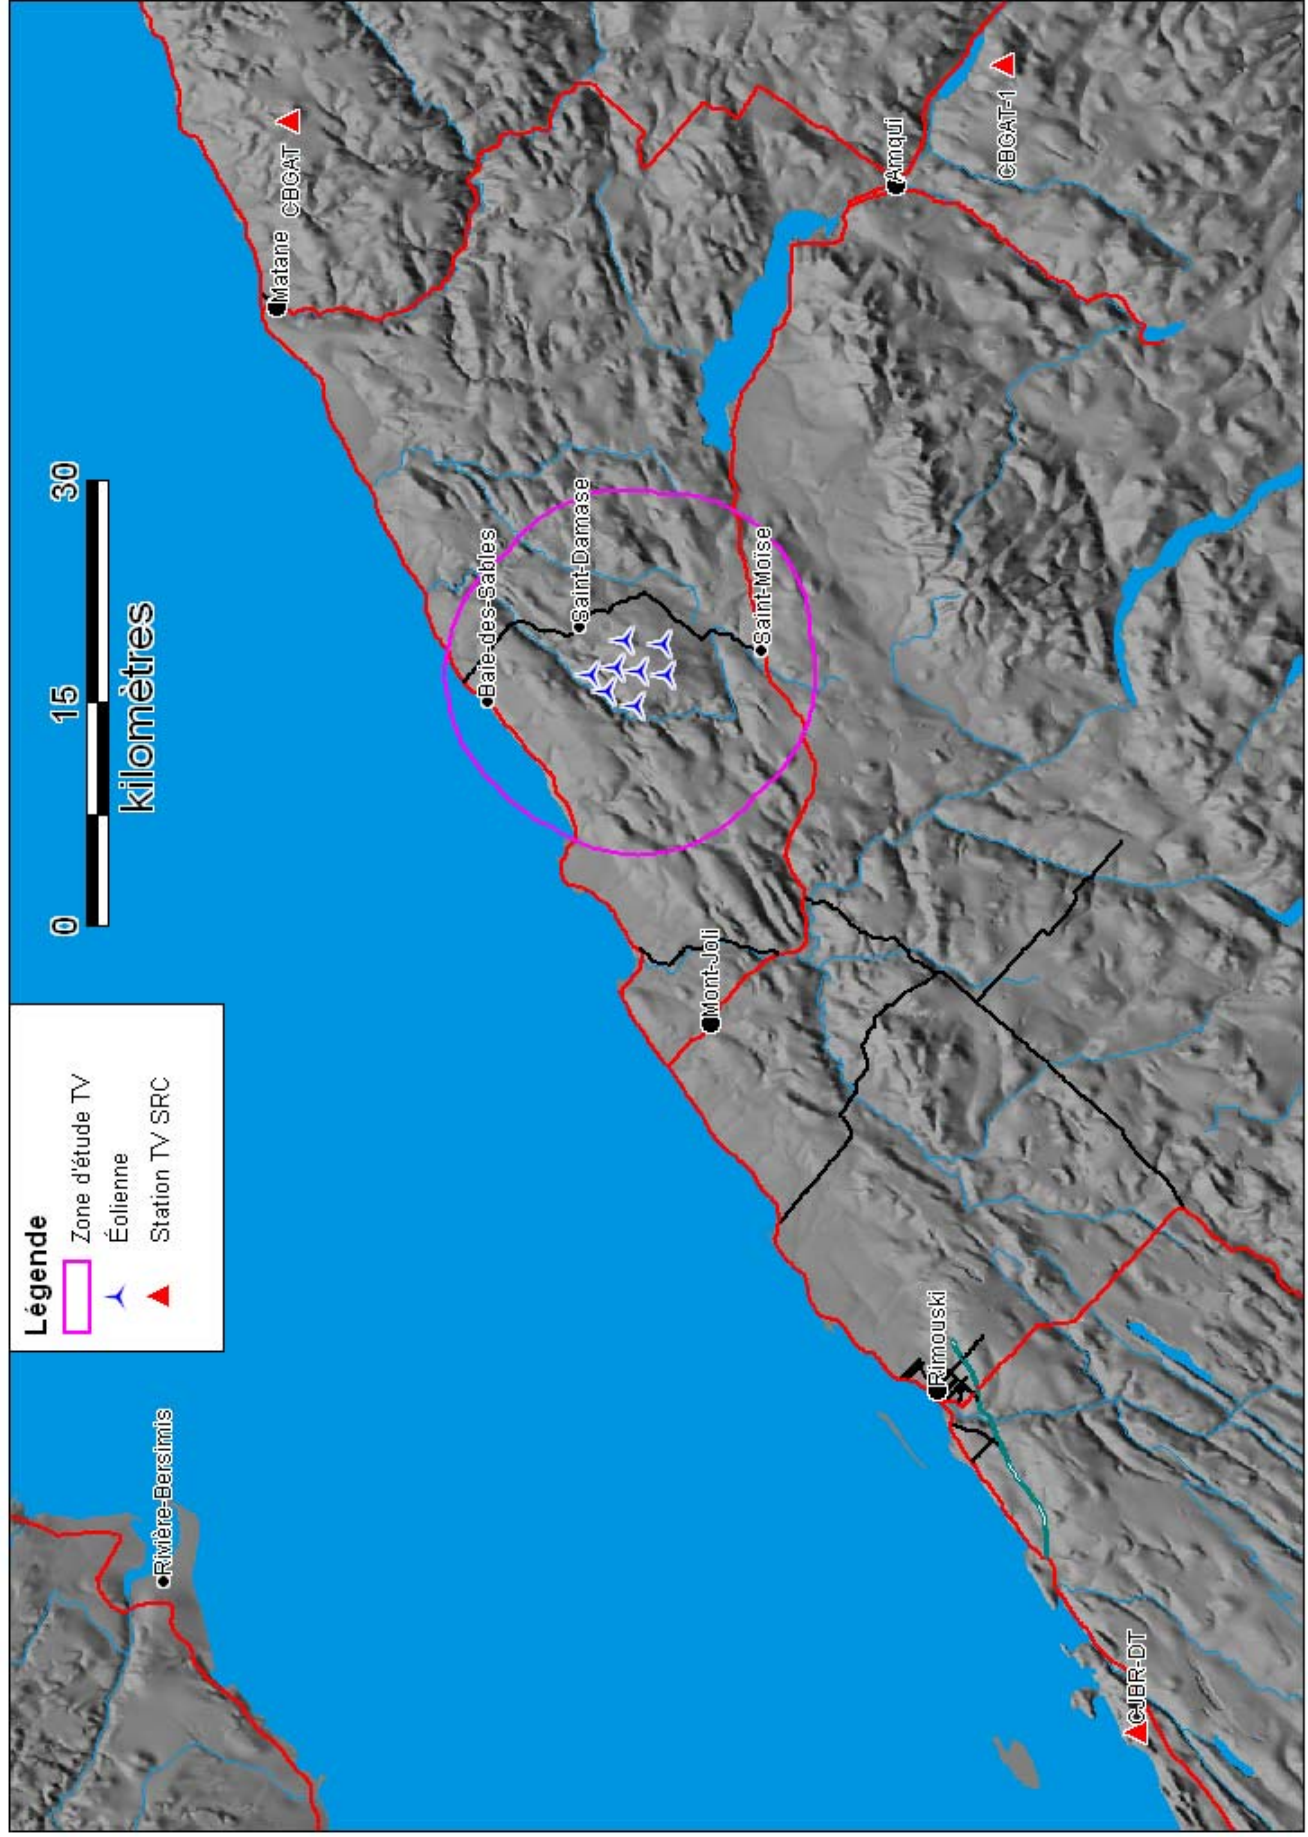 Légende
Zone d'étude TV
Éolienne
Station TV SRC
0 15 30
kilomètres
Rivière-Bersimis
Matane
CBGAT
Baie-des-Sables
Saint-Damase
Saint-Moïse
Mont-Joli
Amqui
CBGAT-1
Rimouski
CJBR-DT